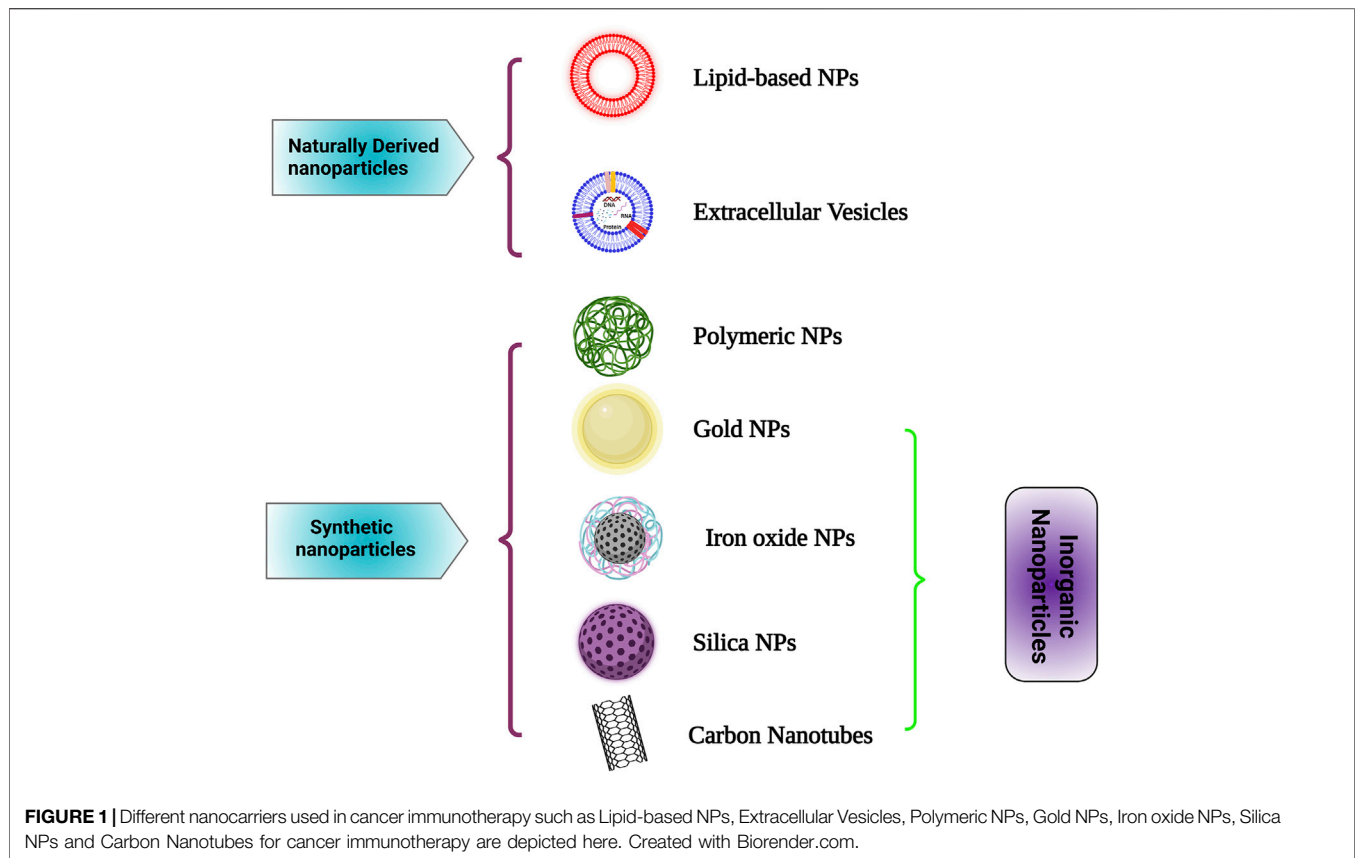 Lipid-based NPs
Naturally Derived
nanoparticles
DNA
RNA
Protein
Extracellular Vesicles
Polymeric NPs
Gold NPs
Synthetic
nanoparticles
Iron oxide NPs
Inorganic
Nanoparticles
Silica NPs
Carbon Nanotubes
FIGURE 1 | Different nanocarriers used in cancer immunotherapy such as Lipid-based NPs, Extracellular Vesicles, Polymeric NPs, Gold NPs, Iron oxide NPs, Silica
NPs and Carbon Nanotubes for cancer immunotherapy are depicted here. Created with Biorender.com.